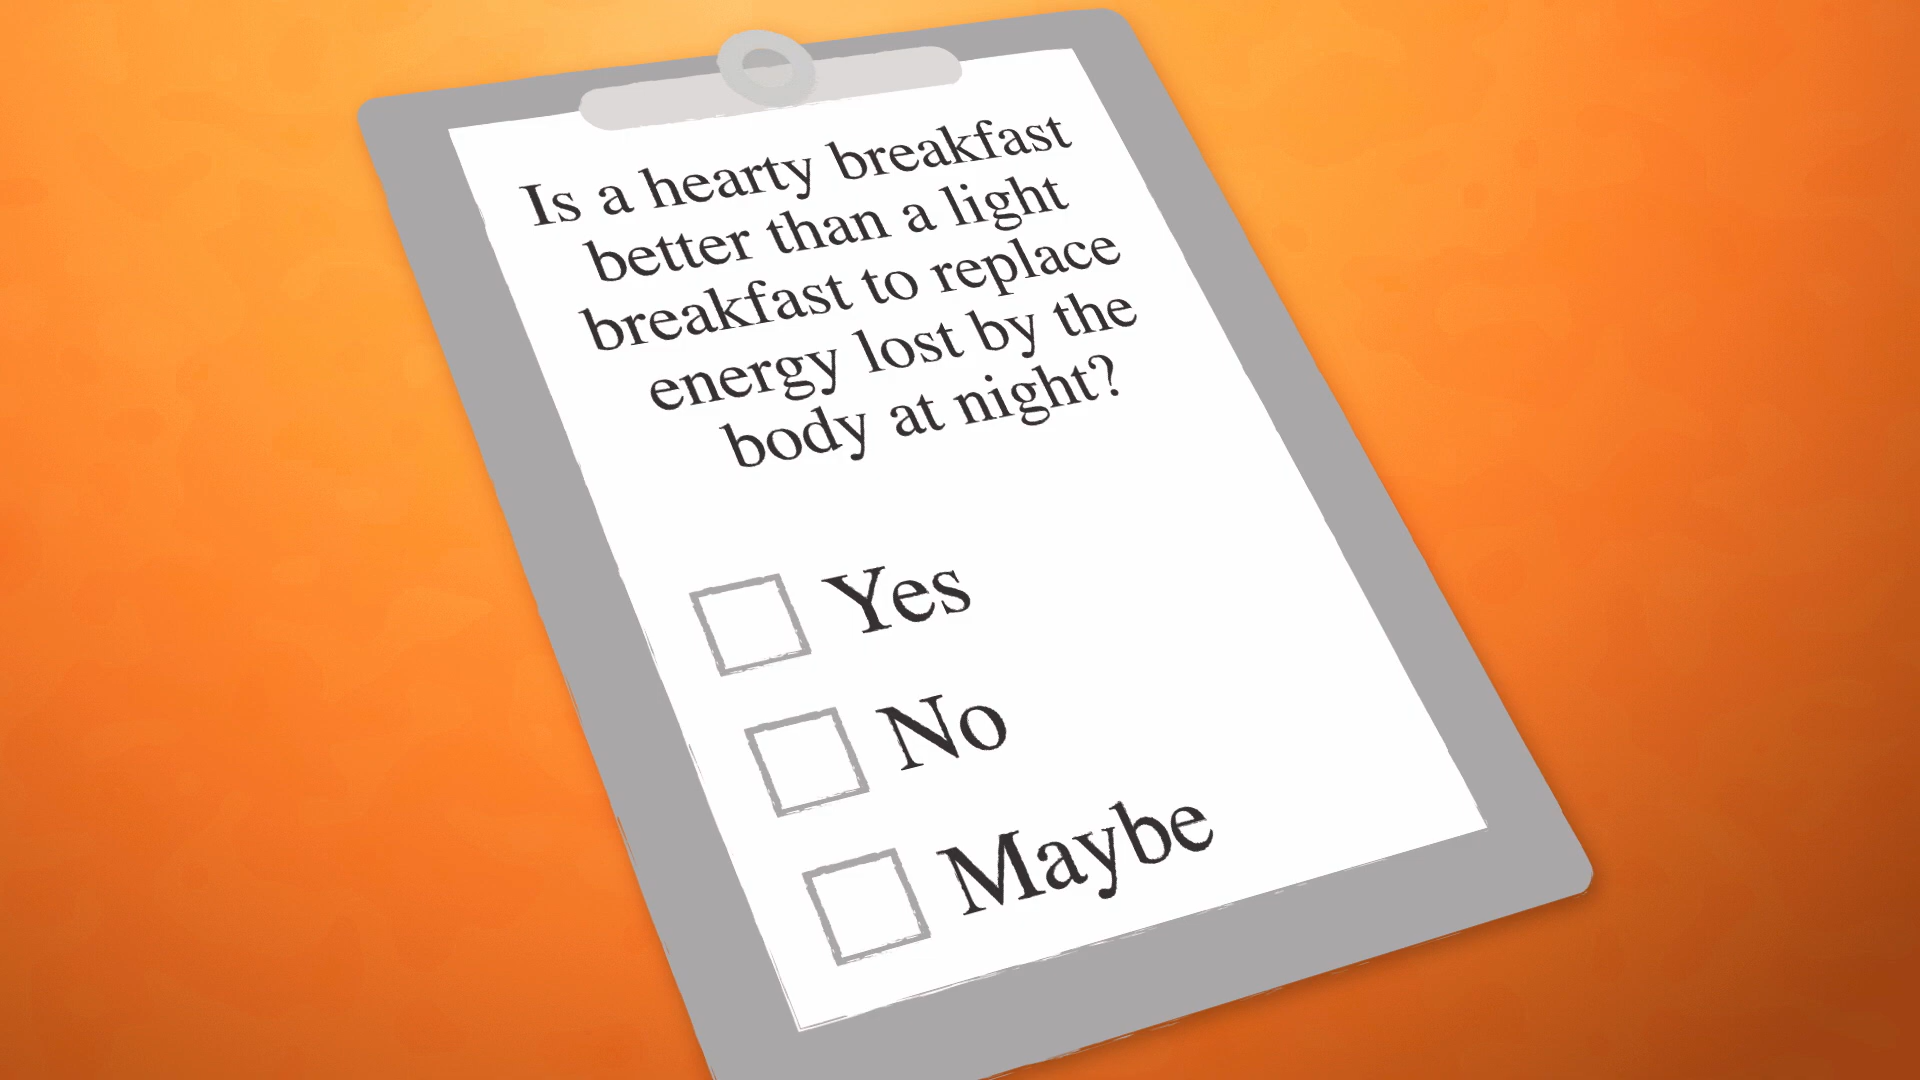 Is a hearty breakfast
better than a light
breakfast to replace
energy lost by the
body at night?
Yes
No
Maybe